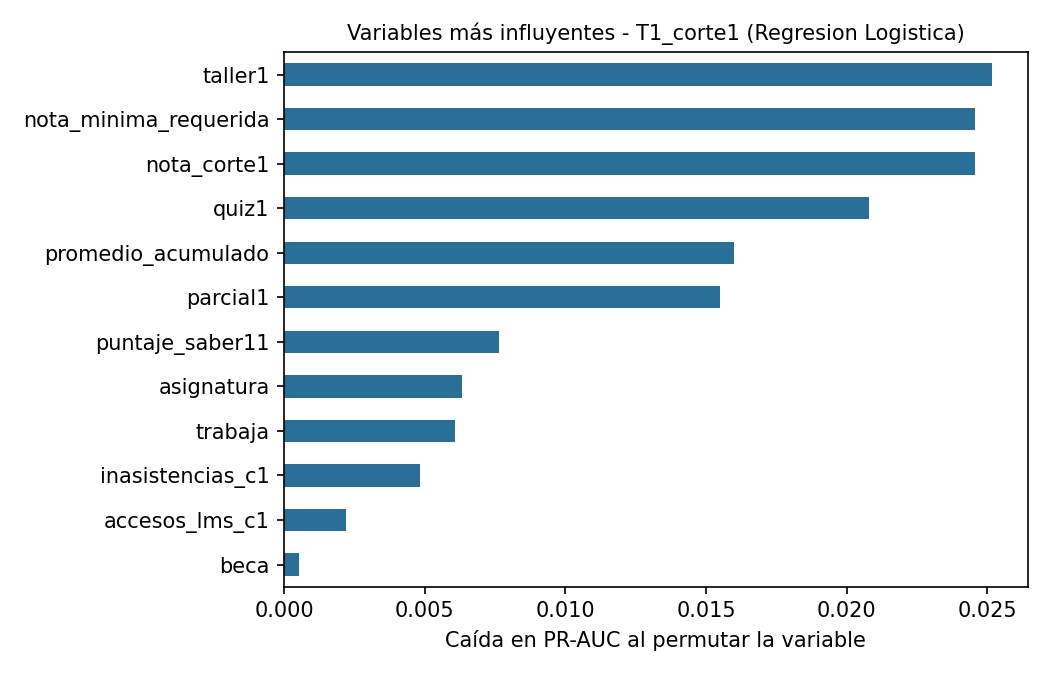 Variables más influyentes - T1_corte1 (Regresion Logistica)
taller1
nota_minima_requerida
nota_corte1
quiz1
promedio_acumulado
parcial1
puntaje_saber11
asignatura
trabaja
inasistencias_c1
accesos_lms_c1
beca
0.000 0.005 0.010 0.015 0.020 0.025
Caída en PR-AUC al permutar la variable